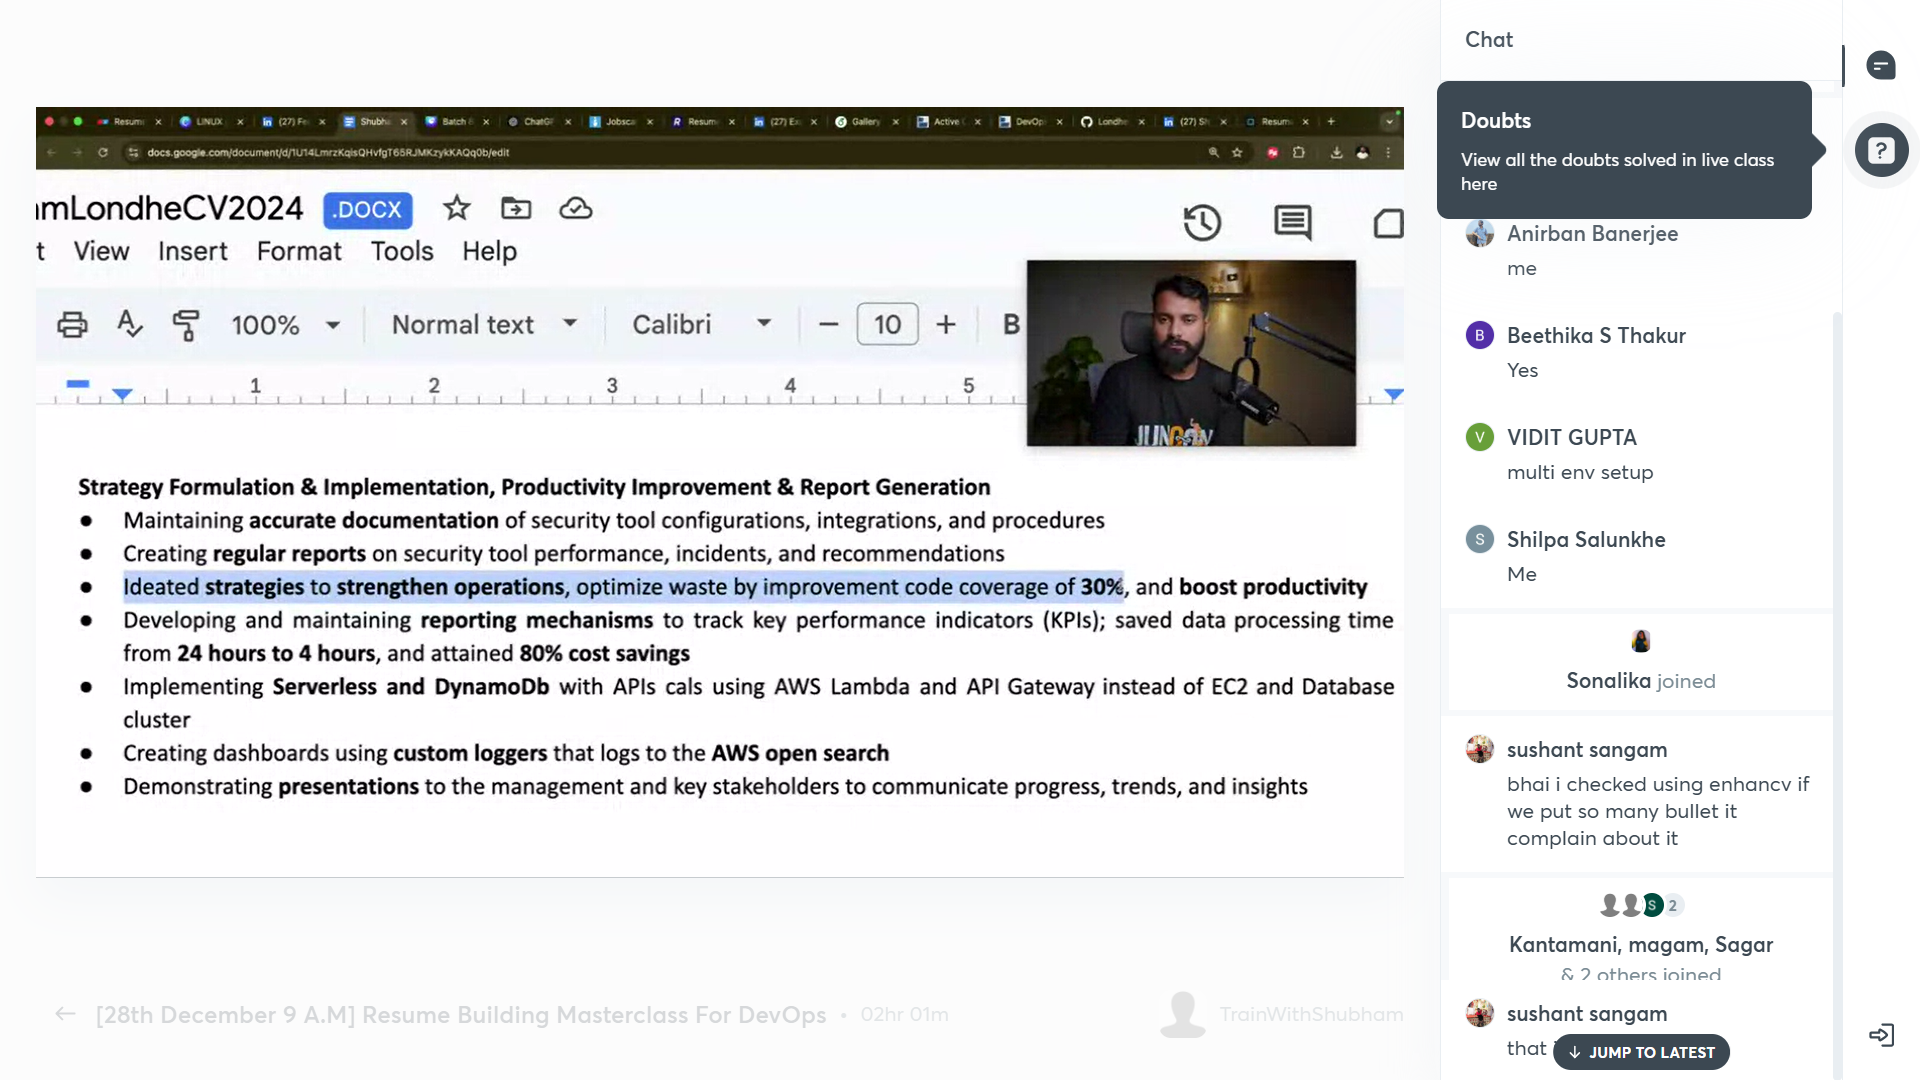 Resum
LINUX
(27) Fe
Shubh
Batch &
ChatG
Jobsca
Resum
(27) Ex
Gallery
Active
DevOp
Londh
(27) Sh
Resum
docs.google.com/document/d/1U14LmrzKqisQHvfgT65RJMKzykKAQq0b/edit
mLondheCV2024 .DOCX
t View Insert Format Tools Help
100% Normal text Calibri 10 B
1 2 3 4 5
JUNOON
Strategy Formulation & Implementation, Productivity Improvement & Report Generation
● Maintaining accurate documentation of security tool configurations, integrations, and procedures
● Creating regular reports on security tool performance, incidents, and recommendations
● Ideated strategies to strengthen operations, optimize waste by improvement code coverage of 30%, and boost productivity
● Developing and maintaining reporting mechanisms to track key performance indicators (KPIs); saved data processing time
from 24 hours to 4 hours, and attained 80% cost savings
● Implementing Serverless and DynamoDb with APIs cals using AWS Lambda and API Gateway instead of EC2 and Database
cluster
● Creating dashboards using custom loggers that logs to the AWS open search
● Demonstrating presentations to the management and key stakeholders to communicate progress, trends, and insights
[28th December 9 A.M] Resume Building Masterclass For DevOps • 02hr 01m
TrainWithShubham
Chat
Doubts
View all the doubts solved in live class
here
?
Anirban Banerjee
me
B
Beethika S Thakur
Yes
V
VIDIT GUPTA
multi env setup
S
Shilpa Salunkhe
Me
Sonalika joined
sushant sangam
bhai i checked using enhancv if
we put so many bullet it
complain about it
S 2
Kantamani, magam, Sagar
& 2 others joined
sushant sangam
that
JUMP TO LATEST